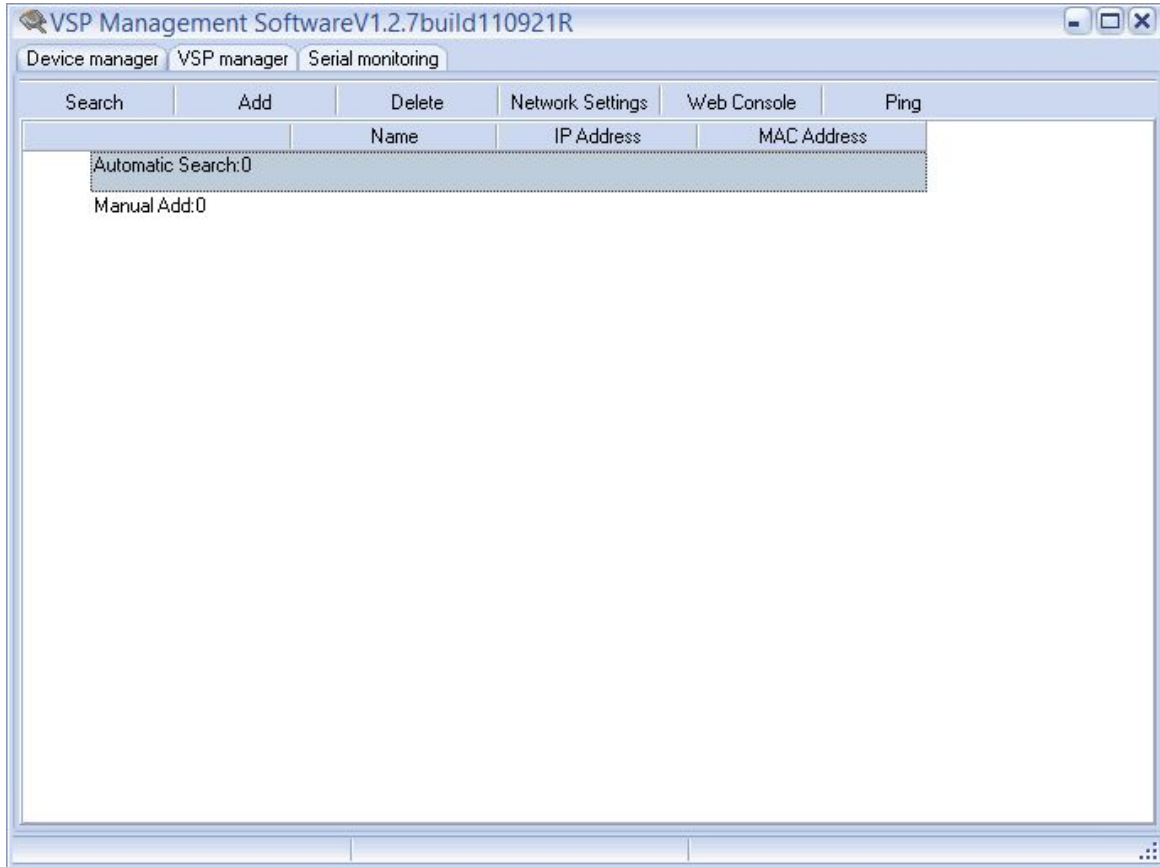 VSP Management SoftwareV1.2.7build110921R
Device manager VSP manager Serial monitoring
Search Add Delete Network Settings Web Console Ping
Name IP Address MAC Address
Automatic Search:0
Manual Add:0